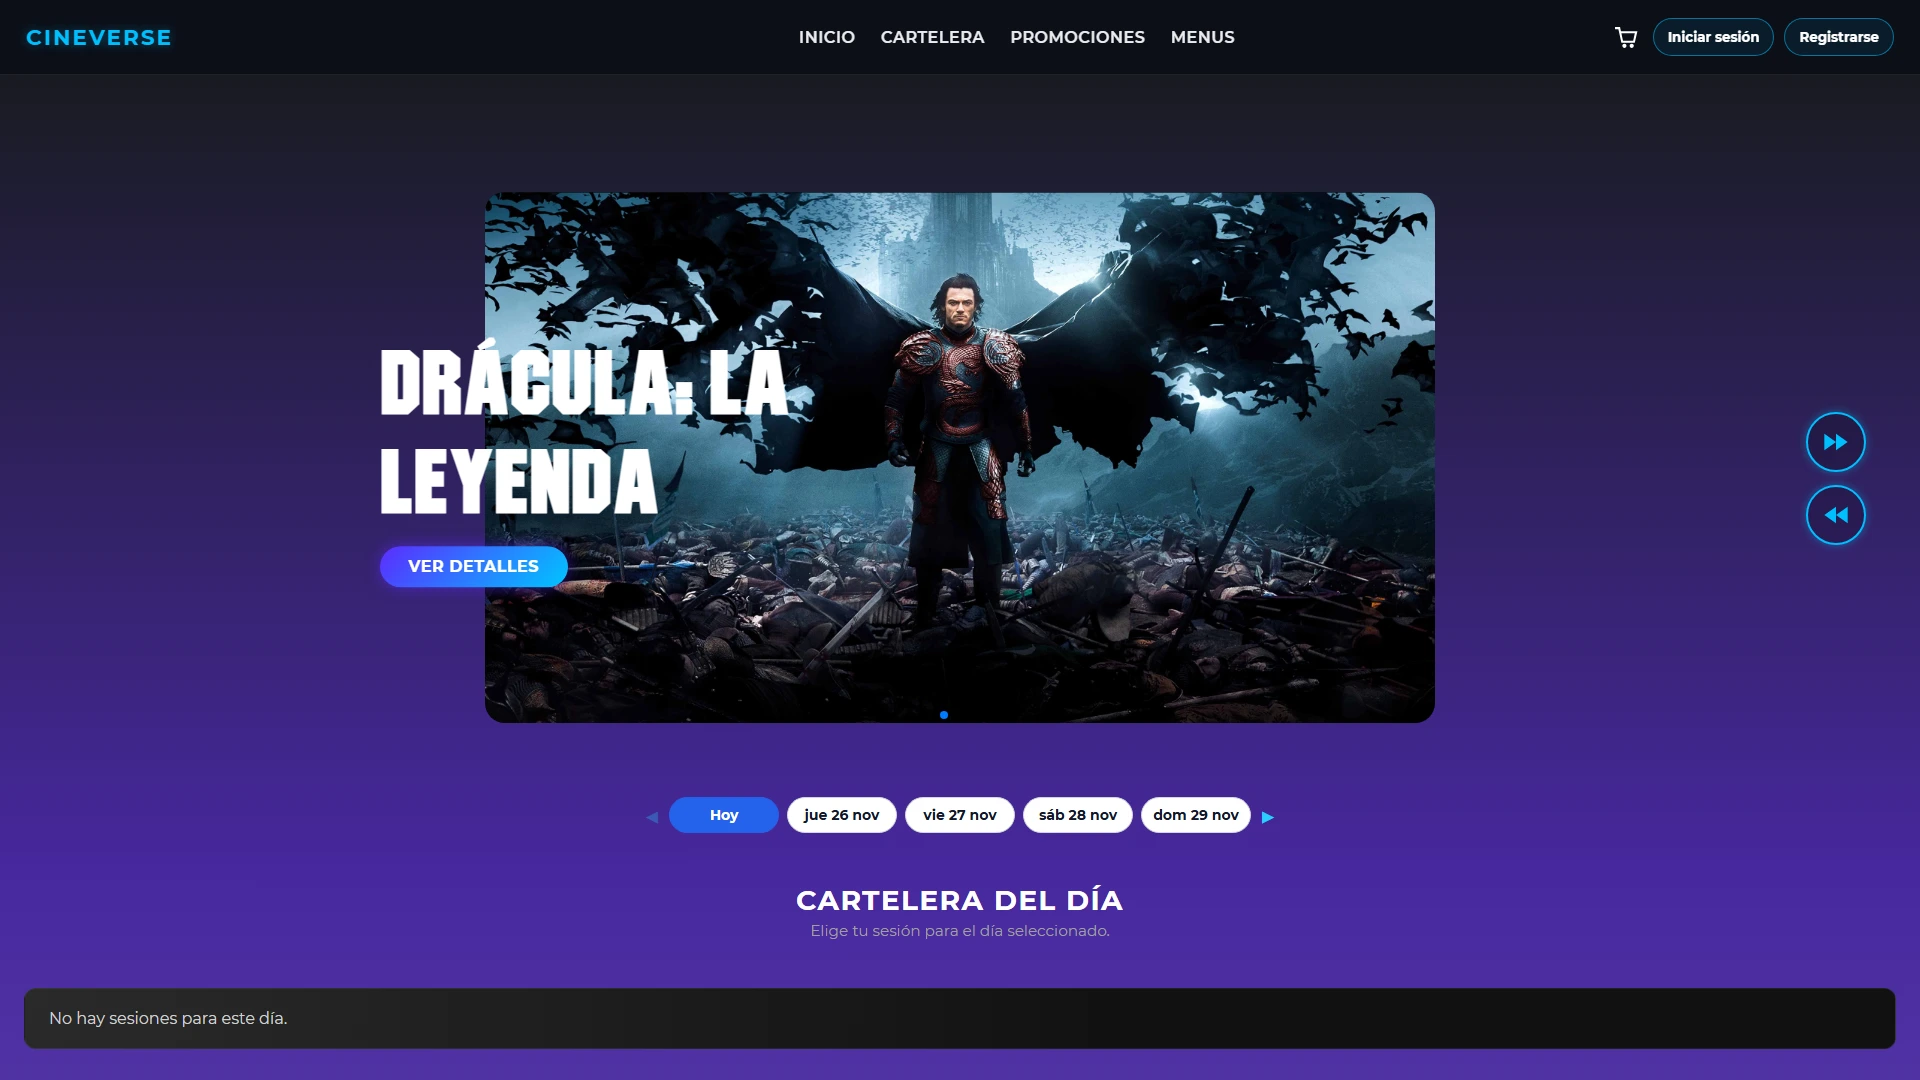 CINEVERSE
INICIO CARTELERA PROMOCIONES MENUS
Iniciar sesión Registrarse
DRÁCULA: LA
LEYENDA
VER DETALLES
Hoy jue 26 nov vie 27 nov sáb 28 nov dom 29 nov
CARTELERA DEL DÍA
Elige tu sesión para el día seleccionado.
No hay sesiones para este día.